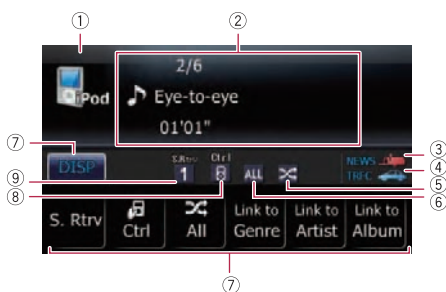 ① ②
2/6
iPod
Eye-to-eye
01'01"
⑦ DISP
S.Rtrv Ctrl
1 ALL
NEWS ③
TRFC ④
⑨ ⑧ ⑥ ⑤
S. Rtrv Ctrl All Link to Genre Link to Artist Link to Album
⑦